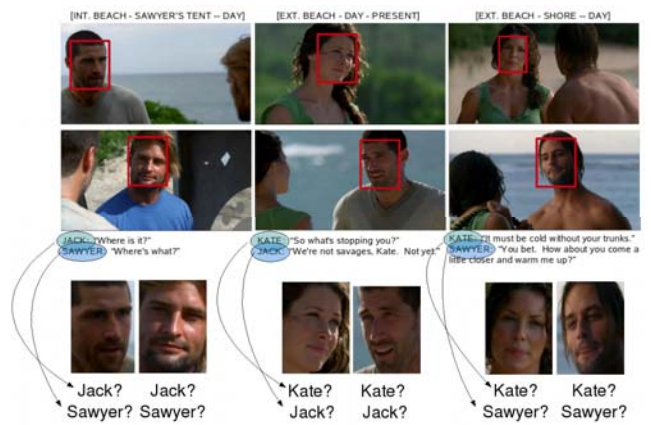 [INT. BEACH - SAWYER'S TENT -- DAY]
[EXT. BEACH - DAY - PRESENT]
[EXT. BEACH - SHORE -- DAY]
JACK: "Where is it?"
SAWYER: "Where's what?"
KATE: "So what's stopping you?"
JACK: "We're not savages, Kate. Not yet."
KATE: "It must be cold without your trunks."
SAWYER: "You bet. How about you come a
little closer and warm me up?"
Jack?
Sawyer?
Jack?
Sawyer?
Kate?
Jack?
Kate?
Jack?
Kate?
Sawyer?
Kate?
Sawyer?